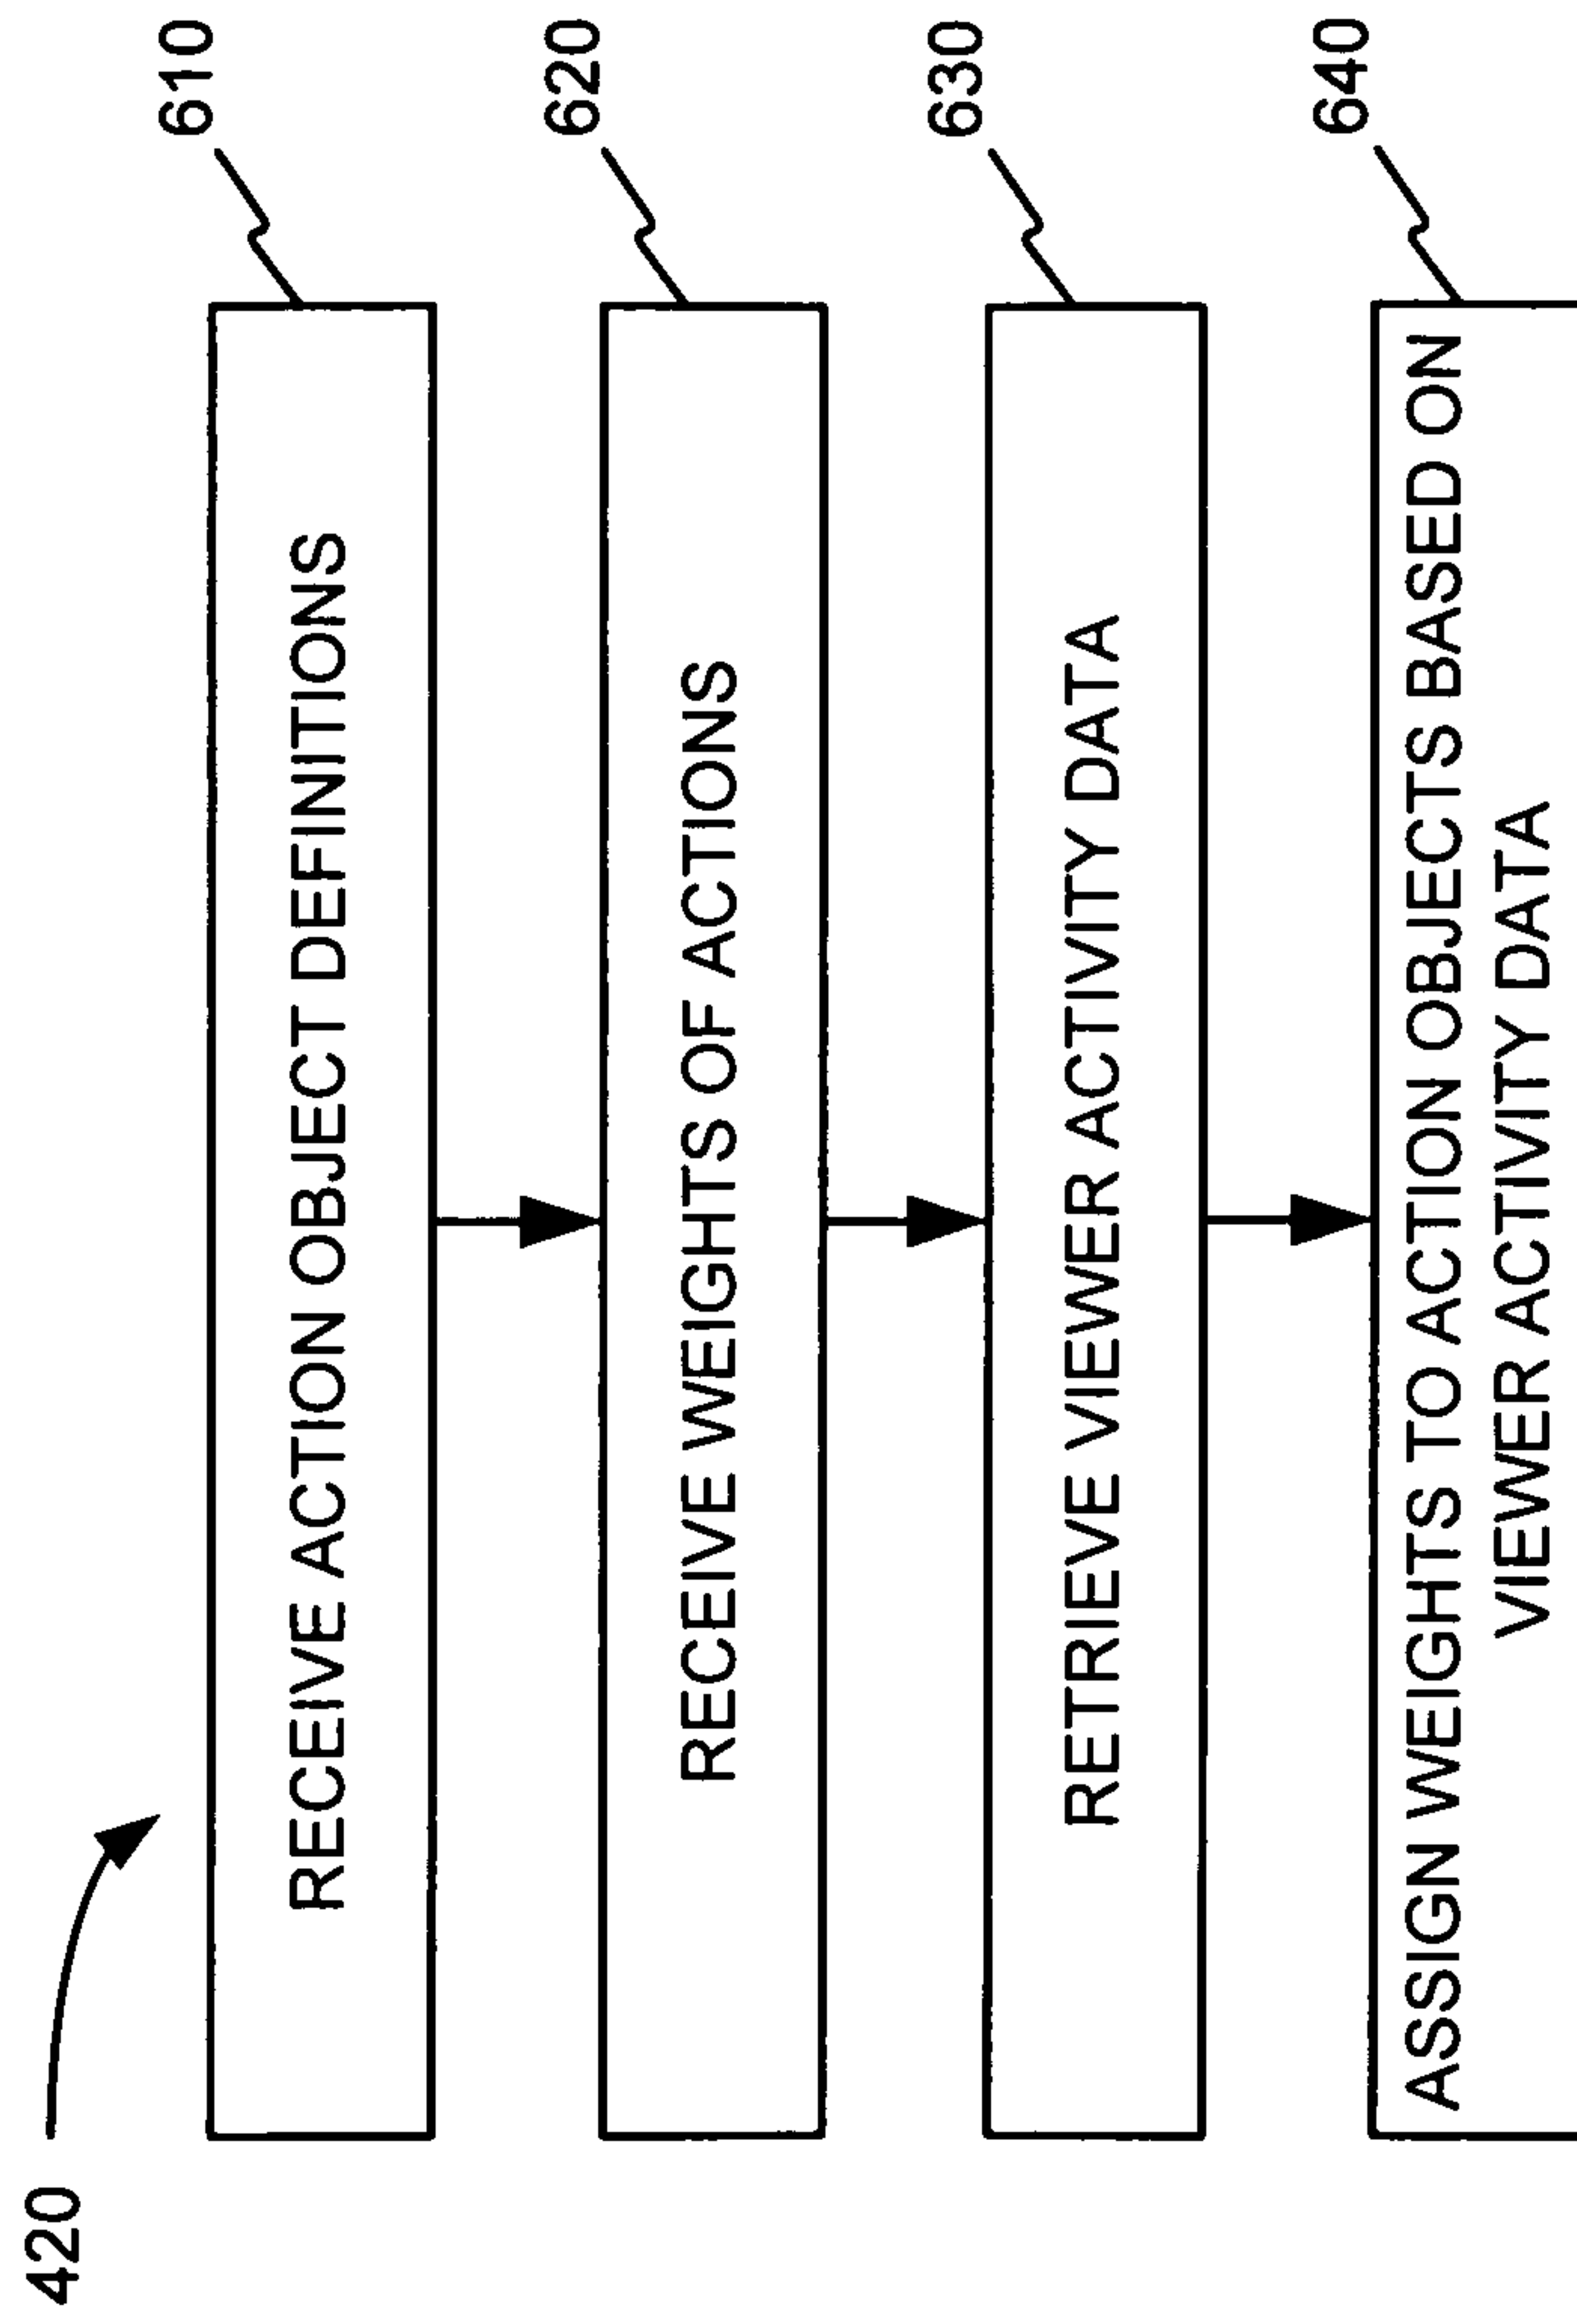 420
RECEIVE ACTION OBJECT DEFINITIONS
610
RECEIVE WEIGHTS OF ACTIONS
620
RETRIEVE VIEWER ACTIVITY DATA
630
ASSIGN WEIGHTS TO ACTION OBJECTS BASED ON
VIEWER ACTIVITY DATA
640